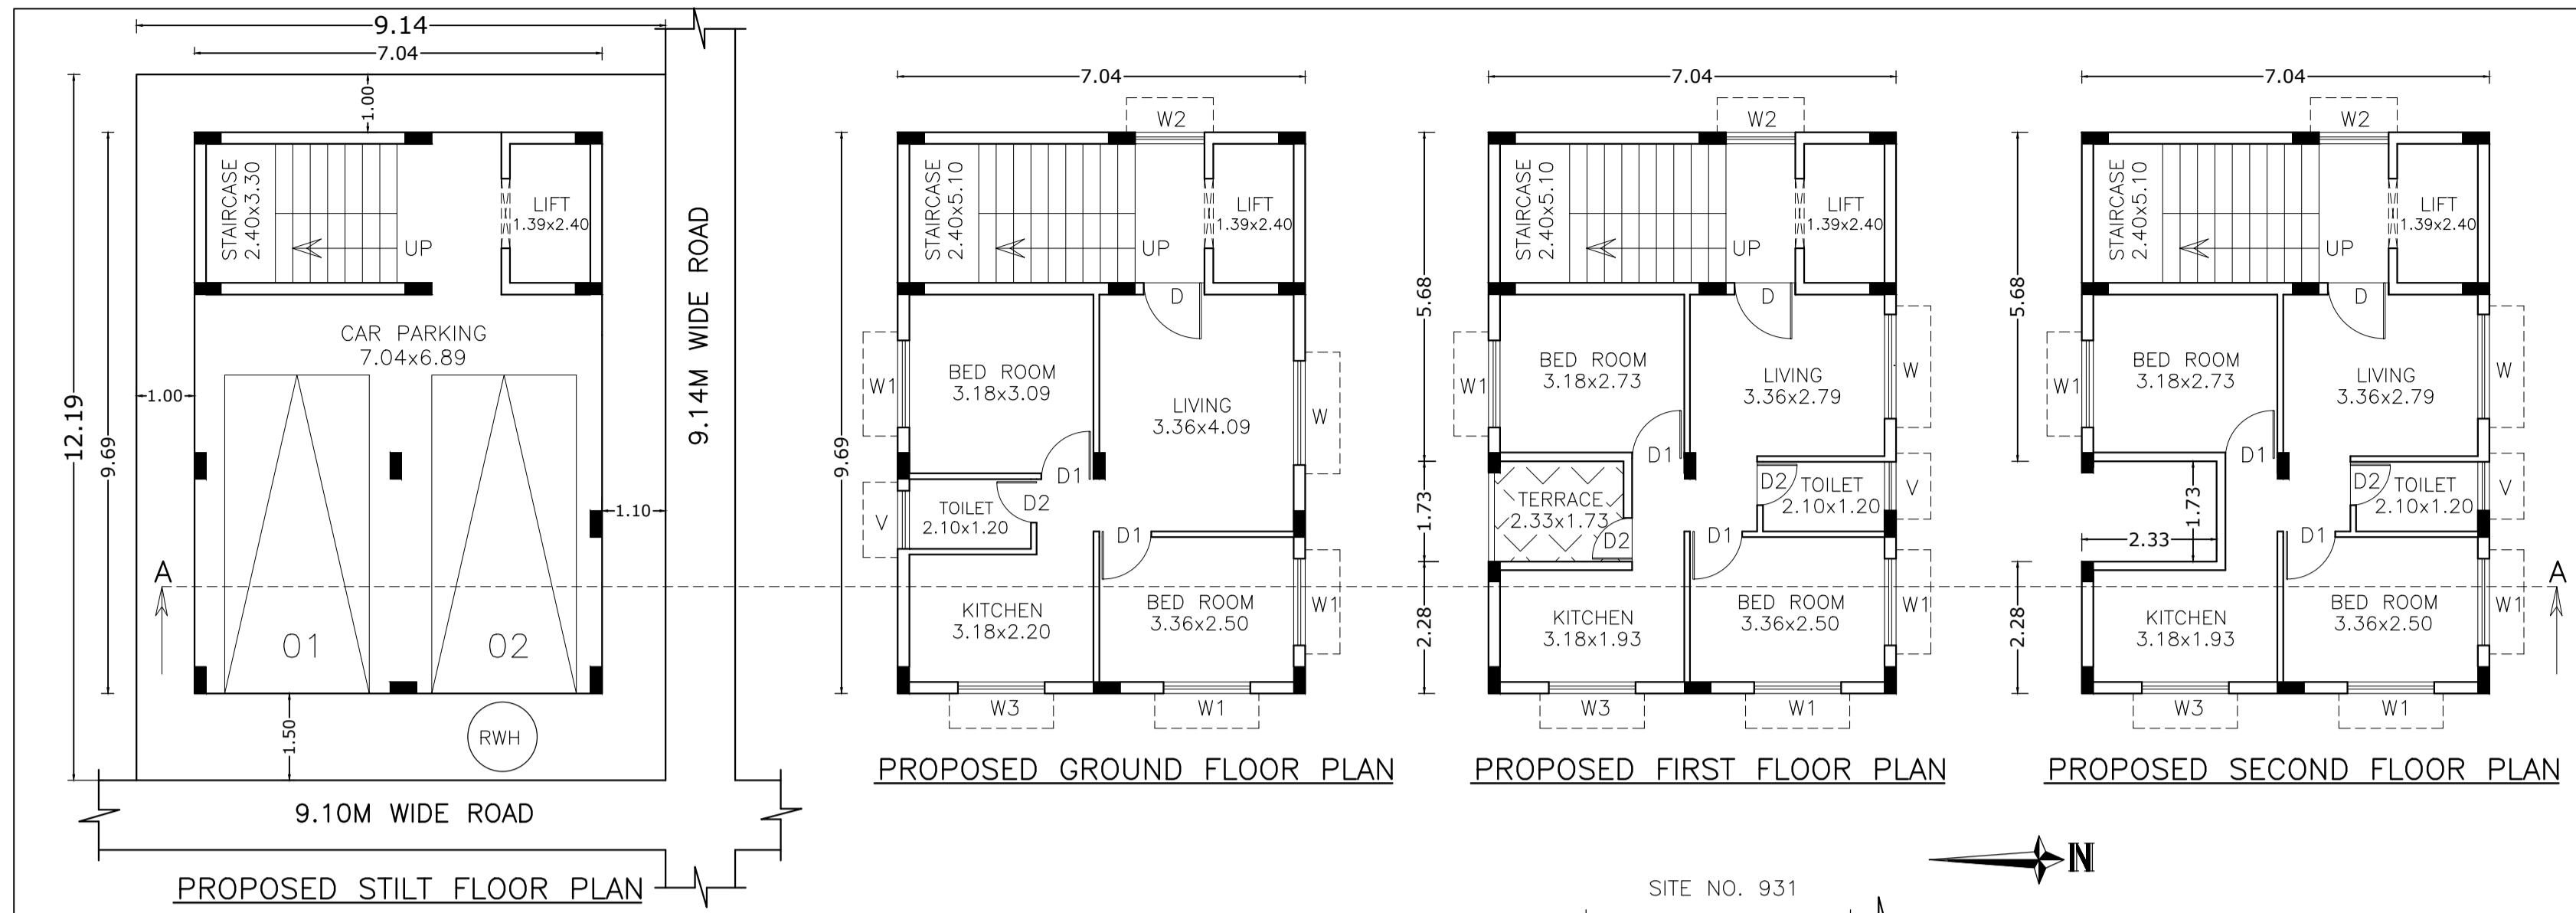 9.14
7.04
1.00
12.19
9.69
STAIRCASE
2.40x3.30
UP
LIFT
1.39x2.40
CAR PARKING
7.04x6.89
1.00
1.10
01
02
A
1.50
RWH
9.14M WIDE ROAD
9.10M WIDE ROAD
PROPOSED STILT FLOOR PLAN
7.04
W2
9.69
STAIRCASE
2.40x5.10
UP
LIFT
1.39x2.40
D
W1
BED ROOM
3.18x3.09
LIVING
3.36x4.09
W
D1
V
TOILET
2.10x1.20
D2
D1
KITCHEN
3.18x2.20
BED ROOM
3.36x2.50
W1
W3
W1
PROPOSED GROUND FLOOR PLAN
7.04
W2
5.68
1.73
2.28
STAIRCASE
2.40x5.10
UP
LIFT
1.39x2.40
D
W1
BED ROOM
3.18x2.73
LIVING
3.36x2.79
W
D1
TERRACE
2.33x1.73
D2
D2
TOILET
2.10x1.20
V
D1
KITCHEN
3.18x1.93
BED ROOM
3.36x2.50
W1
W3
W1
PROPOSED FIRST FLOOR PLAN
7.04
W2
5.68
2.28
STAIRCASE
2.40x5.10
UP
LIFT
1.39x2.40
D
W1
BED ROOM
3.18x2.73
LIVING
3.36x2.79
W
D1
1.73
2.33
D2
TOILET
2.10x1.20
V
D1
KITCHEN
3.18x1.93
BED ROOM
3.36x2.50
W1
A
W3
W1
PROPOSED SECOND FLOOR PLAN
N
SITE NO. 931